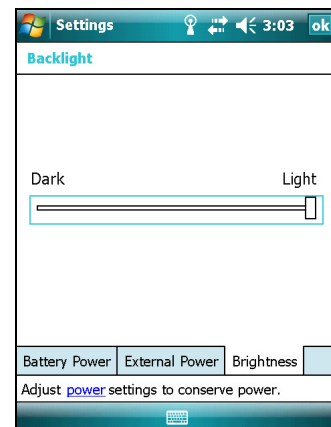 Settings 3:03 ok
Backlight
Dark Light
Battery Power External Power Brightness
Adjust power settings to conserve power.